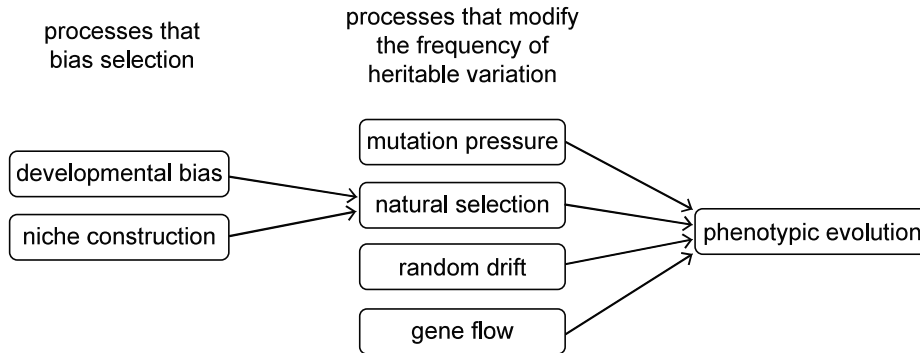 processes that
bias selection
processes that modify
the frequency of
heritable variation
mutation pressure
developmental bias
natural selection
niche construction
phenotypic evolution
random drift
gene flow